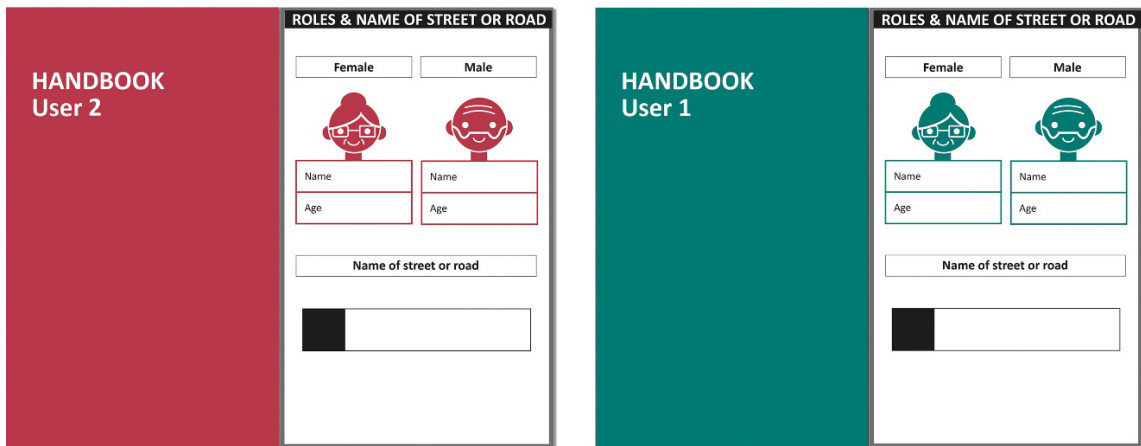 HANDBOOK
User 2
ROLES & NAME OF STREET OR ROAD
Female
Male
Name
Name
Age
Age
Name of street or road
HANDBOOK
User 1
ROLES & NAME OF STREET OR ROAD
Female
Male
Name
Name
Age
Age
Name of street or road